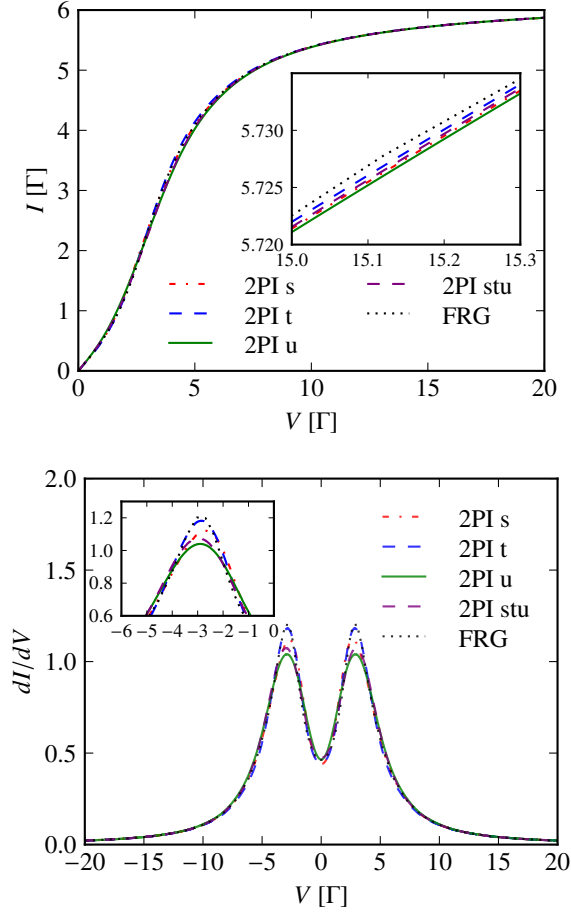 6
5
4
3
2
1
0
I [Γ]
5.730
5.725
5.720
15.0 15.1 15.2 15.3
2PI s
2PI t
2PI u
2PI stu
FRG
0 5 10 15 20
V [Γ]
2.0
1.5
1.0
0.5
0.0
dI/dV
1.2
1.0
0.8
0.6
−6 −5 −4 −3 −2 −1 0
2PI s
2PI t
2PI u
2PI stu
FRG
−20 −15 −10 −5 0 5 10 15 20
V [Γ]